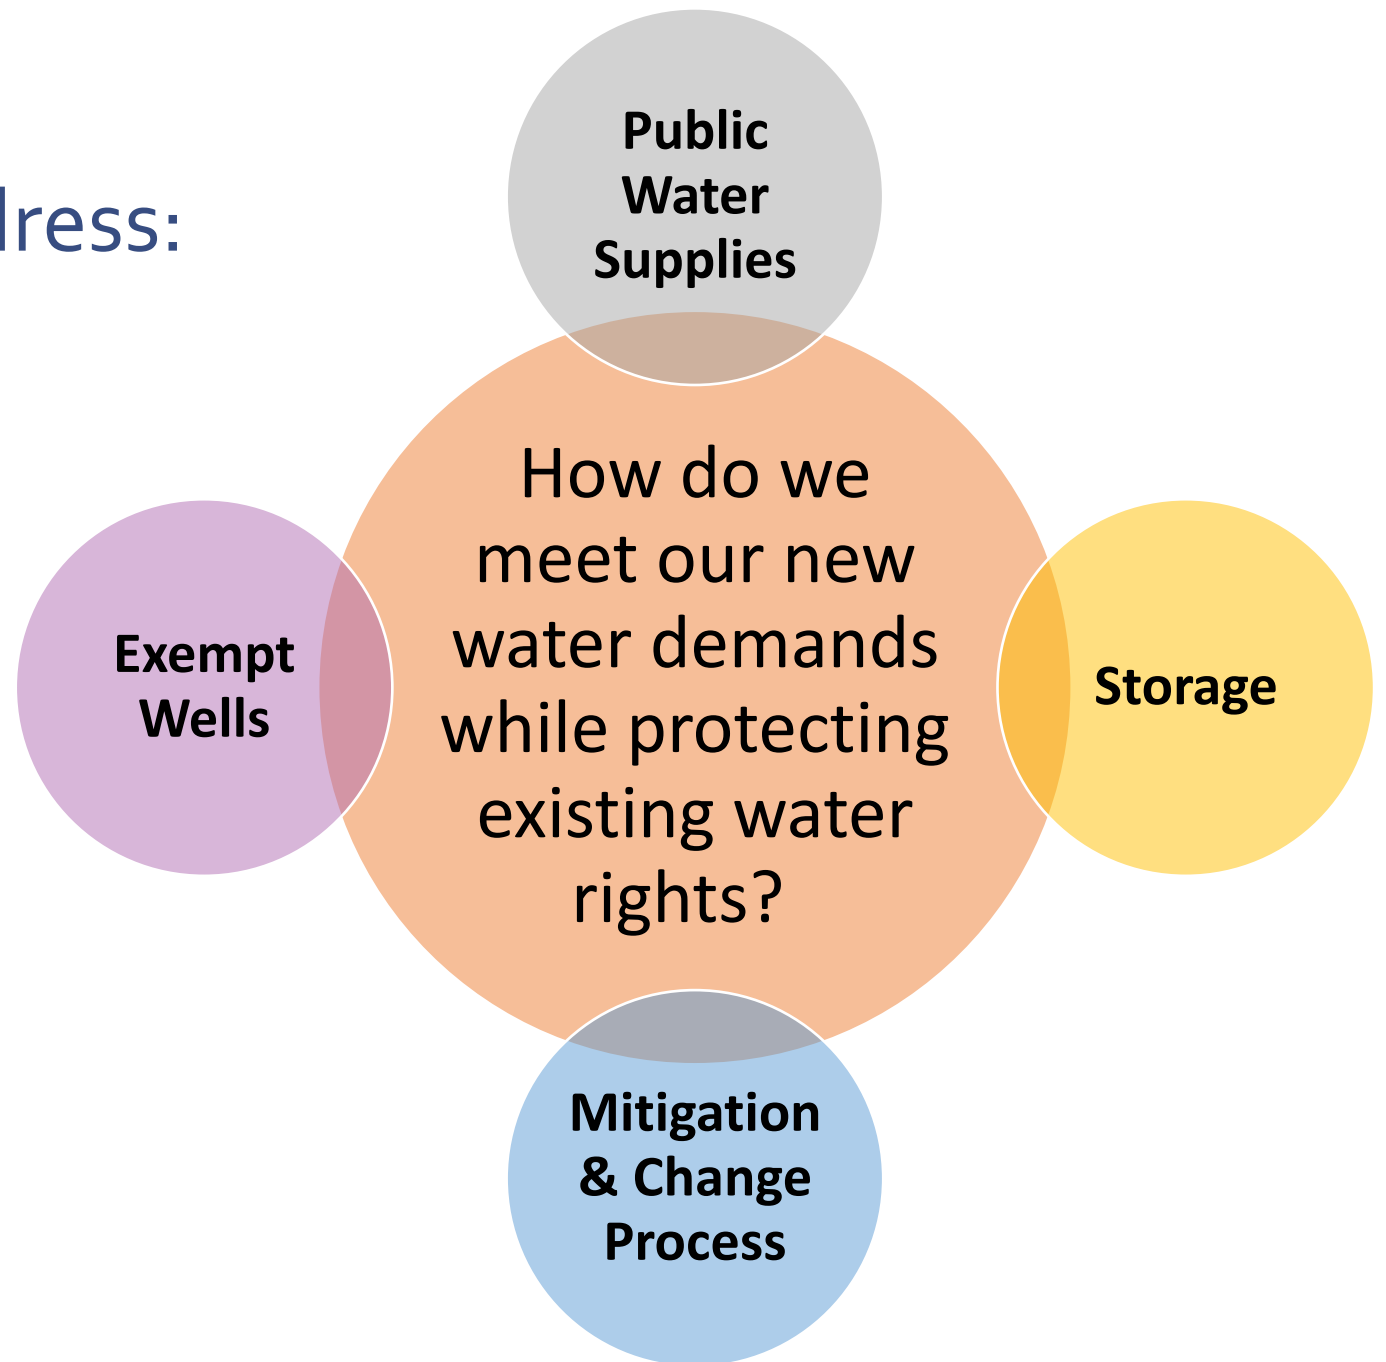 Public
Water
Supplies
dress:
How do we
meet our new
water demands
while protecting
existing water
rights?
Exempt
Wells
Storage
Mitigation
& Change
Process